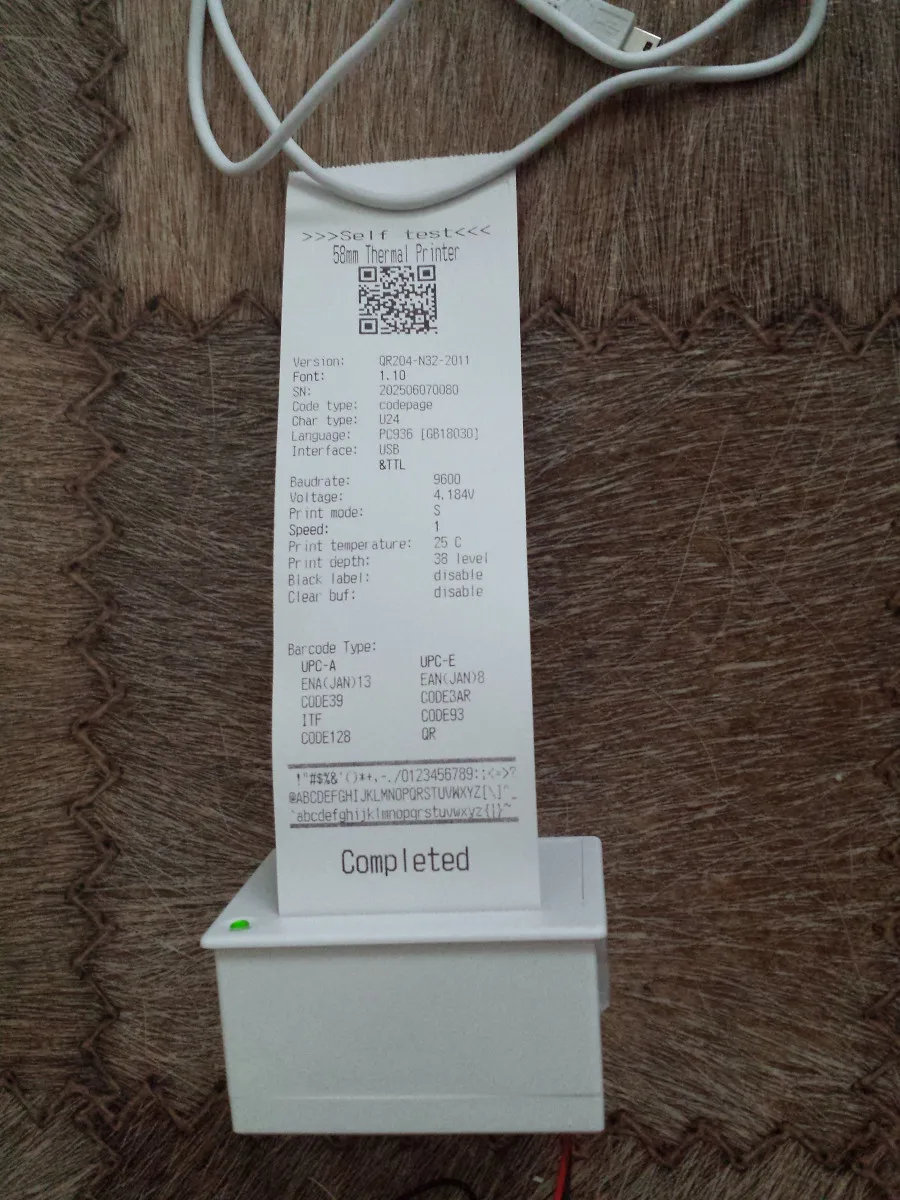 >>>Self test<<<
58mm Thermal Printer
Version: QR204-N32-2011
Font: 1.10
SN: 202506070080
Code type: codepage
Char type: U24
Language: PC936 [GB18030]
Interface: USB
&TTL
Baudrate: 9600
Voltage: 4.184V
Print mode: S
Speed: 1
Print temperature: 25 C
Print depth: 38 level
Black label: disable
Clear buf: disable
Barcode Type:
UPC-A UPC-E
ENA(JAN)13 EAN(JAN)8
CODE39 CODE3AR
ITF CODE93
CODE128 QR
!"#$%&'()*+,-./0123456789:;<=>?
@ABCDEFGHIJKLMNOPQRSTUVWXYZ[\]^_
`abcdefghijklmnopqrstuvwxyz{|}~
Completed